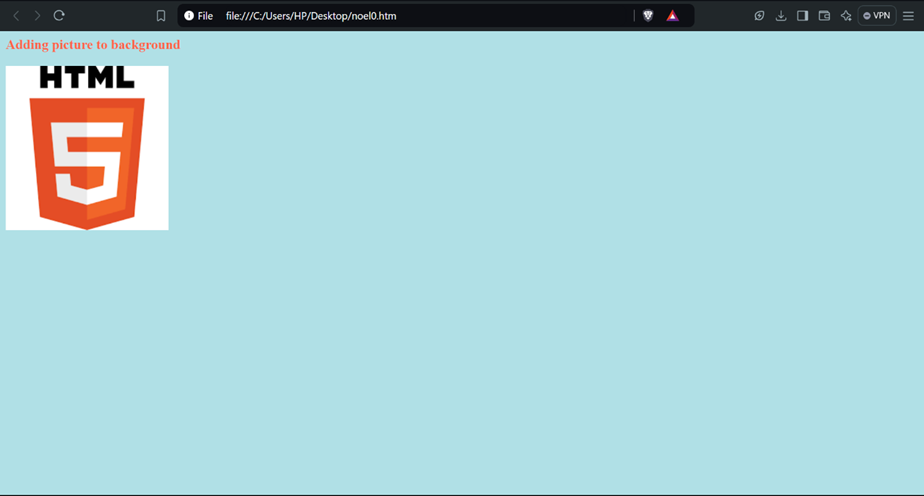 File file:///C:/Users/HP/Desktop/noel0.htm
VPN
Adding picture to background
HTML
5